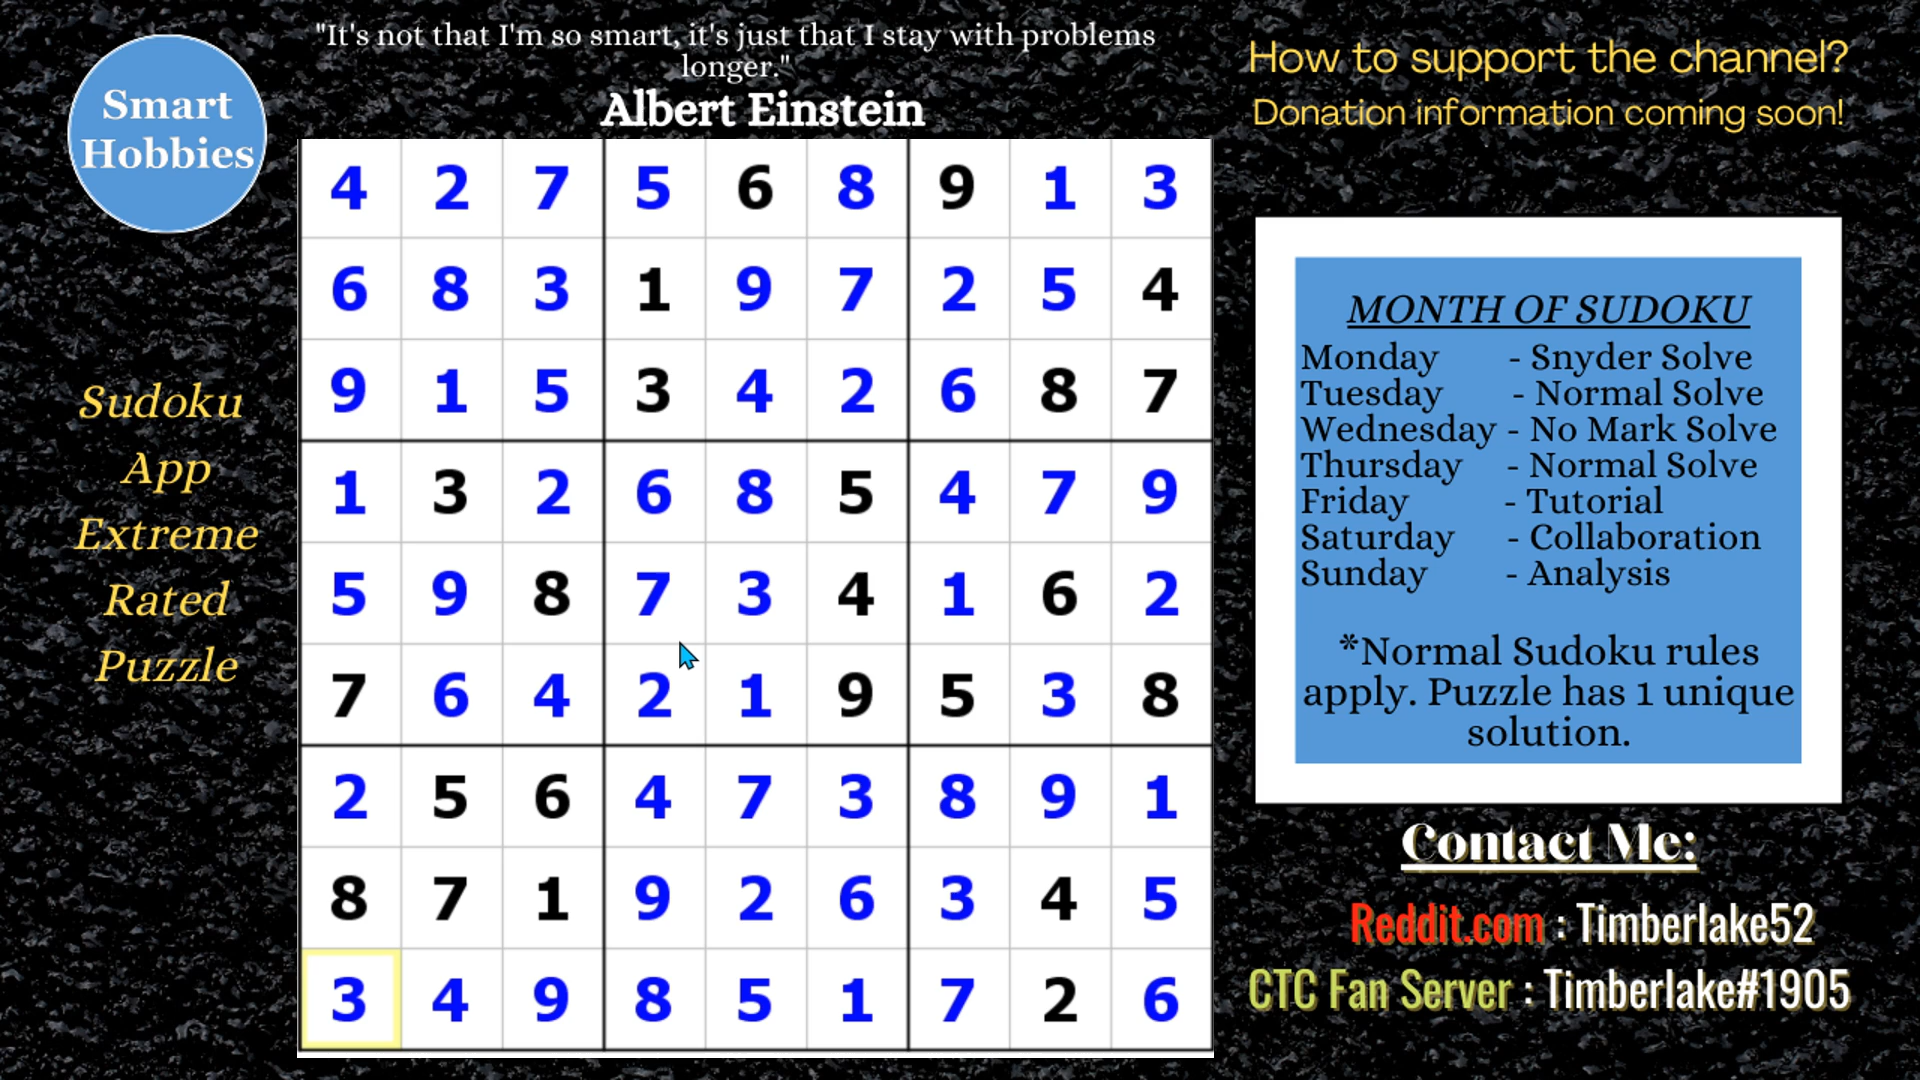 "It's not that I'm so smart, it's just that I stay with problems
longer."
Albert Einstein
Smart
Hobbies
Sudoku
App
Extreme
Rated
Puzzle
4 2 7 5 6 8 9 1 3
6 8 3 1 9 7 2 5 4
9 1 5 3 4 2 6 8 7
1 3 2 6 8 5 4 7 9
5 9 8 7 3 4 1 6 2
7 6 4 2 1 9 5 3 8
2 5 6 4 7 3 8 9 1
8 7 1 9 2 6 3 4 5
3 4 9 8 5 1 7 2 6
How to support the channel?
Donation information coming soon!
MONTH OF SUDOKU
Monday - Snyder Solve
Tuesday - Normal Solve
Wednesday - No Mark Solve
Thursday - Normal Solve
Friday - Tutorial
Saturday - Collaboration
Sunday - Analysis
*Normal Sudoku rules
apply. Puzzle has 1 unique
solution.
Contact Me:
Reddit.com : Timberlake52
CTC Fan Server : Timberlake#1905